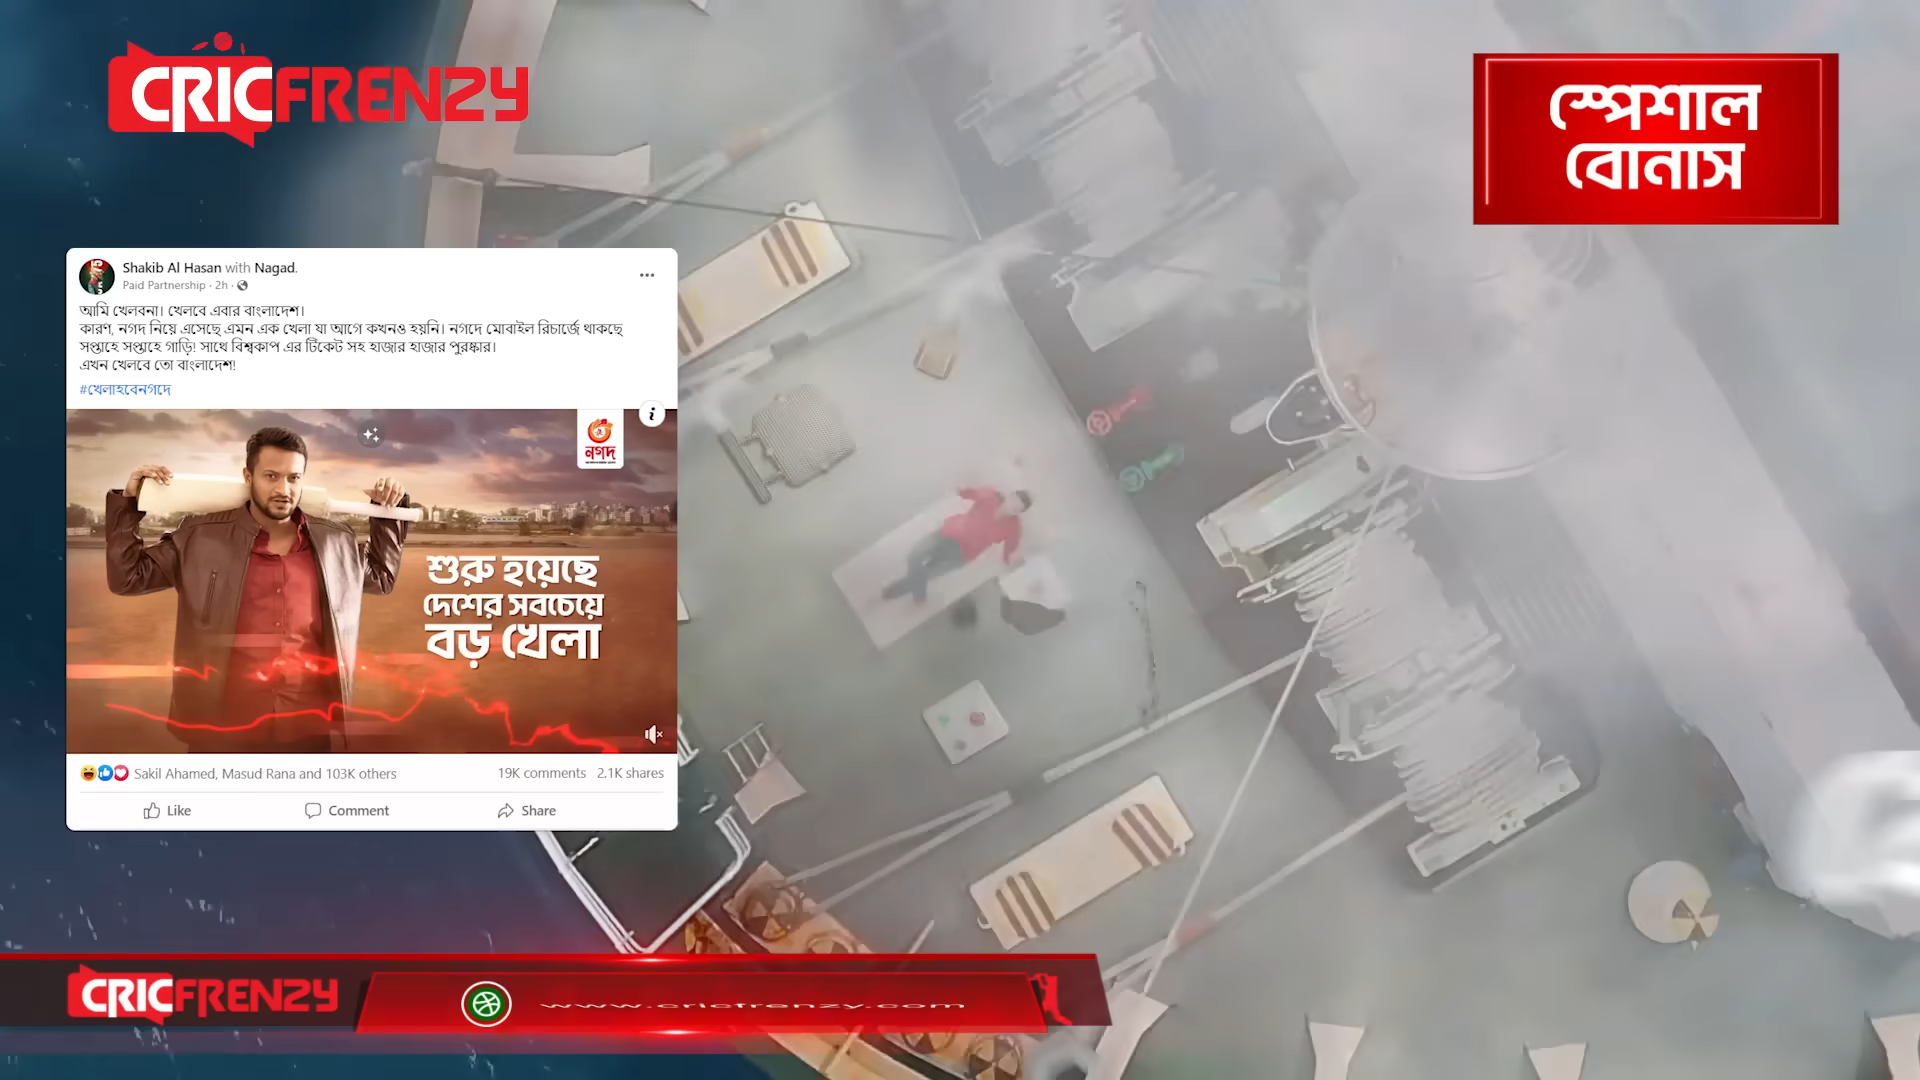 CRICFRENZY
স্পেশাল
বোনাস
Shakib Al Hasan with Nagad.
Paid Partnership · 2h ·
আমি খেলবনা। খেলবে এবার বাংলাদেশ।
কারণ, নগদ নিয়ে এসেছে এমন এক খেলা যা আগে কখনও হয়নি। নগদে মোবাইল রিচার্জে থাকছে
সপ্তাহে সপ্তাহে গাড়ি! সাথে বিশ্বকাপ এর টিকেট সহ হাজার হাজার পুরষ্কার।
এখন খেলবে তো বাংলাদেশ!
#খেলাহবেনগদে
নগদ
শুরু হয়েছে
দেশের সবচেয়ে
বড় খেলা
Sakil Ahamed, Masud Rana and 103K others
19K comments 2.1K shares
Like Comment Share
CRICFRENZY
www.cricfrenzy.com